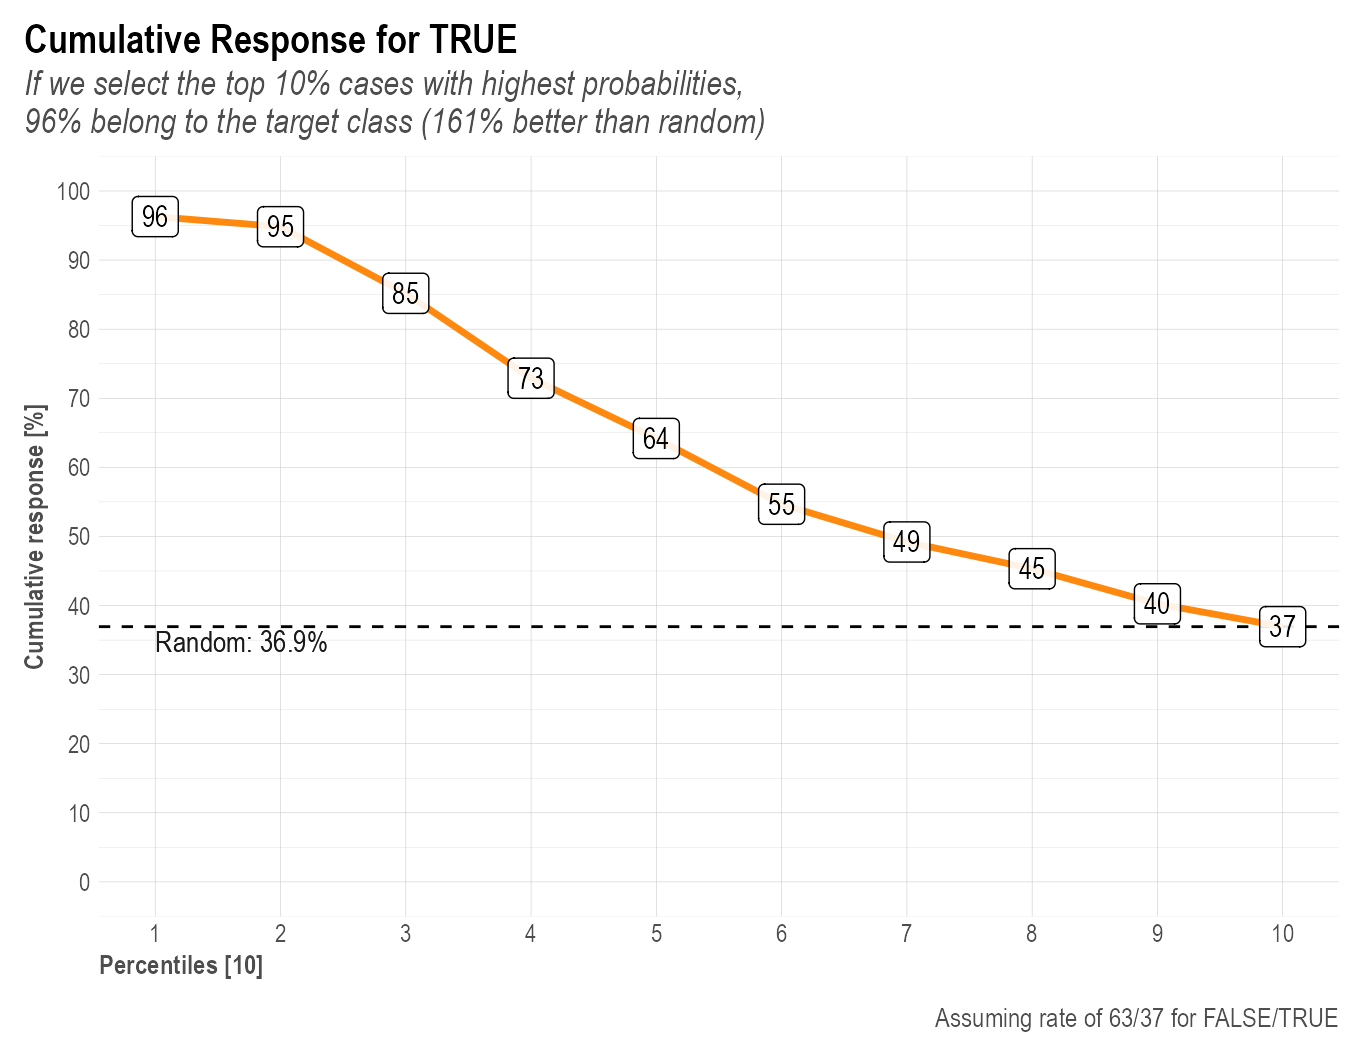 Cumulative Response for TRUE
If we select the top 10% cases with highest probabilities,
96% belong to the target class (161% better than random)
Cumulative response [%]
100
90
80
70
60
50
40
30
20
10
0
96
95
85
73
64
55
49
45
40
37
Random: 36.9%
1 2 3 4 5 6 7 8 9 10
Percentiles [10]
Assuming rate of 63/37 for FALSE/TRUE